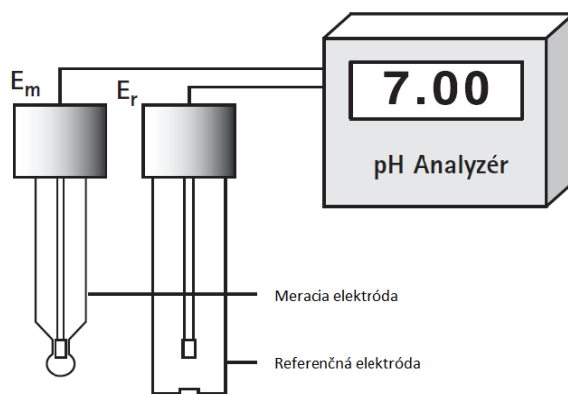 Em
Er
7.00
pH Analyzér
Meracia elektróda
Referenčná elektróda